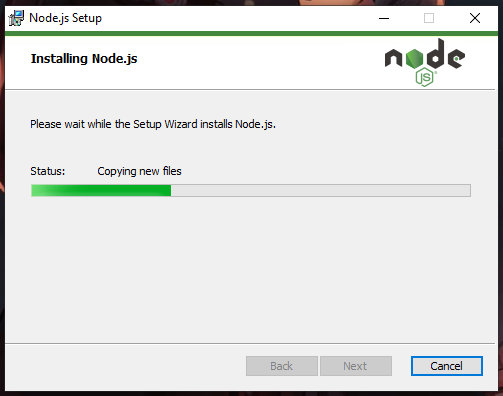 Node.js Setup
Installing Node.js
node
JS
Please wait while the Setup Wizard installs Node.js.
Status: Copying new files
Back Next Cancel